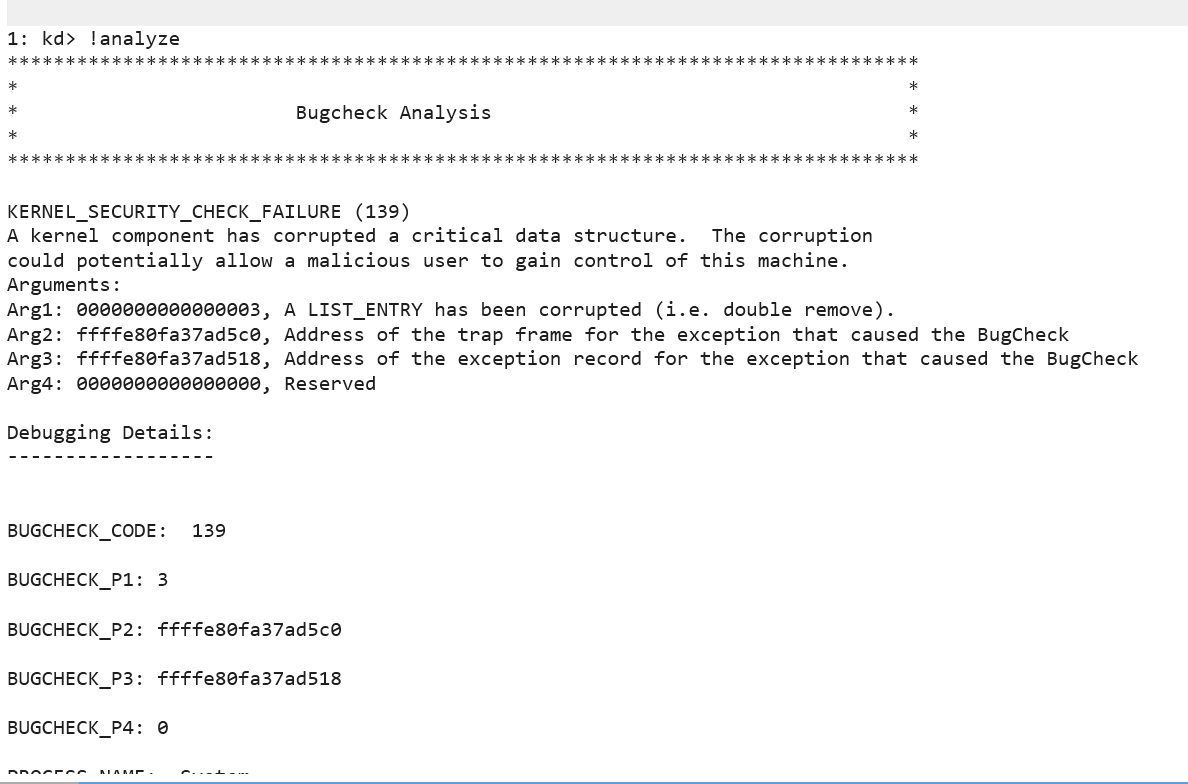 1: kd> !analyze
*******************************************************************************
*                                                                             *
*                        Bugcheck Analysis                                    *
*                                                                             *
*******************************************************************************
KERNEL_SECURITY_CHECK_FAILURE (139)
A kernel component has corrupted a critical data structure.  The corruption
could potentially allow a malicious user to gain control of this machine.
Arguments:
Arg1: 0000000000000003, A LIST_ENTRY has been corrupted (i.e. double remove).
Arg2: ffffe80fa37ad5c0, Address of the trap frame for the exception that caused the BugCheck
Arg3: ffffe80fa37ad518, Address of the exception record for the exception that caused the BugCheck
Arg4: 0000000000000000, Reserved
Debugging Details:
------------------
BUGCHECK_CODE:  139
BUGCHECK_P1: 3
BUGCHECK_P2: ffffe80fa37ad5c0
BUGCHECK_P3: ffffe80fa37ad518
BUGCHECK_P4: 0
PROCESS_NAME:  System